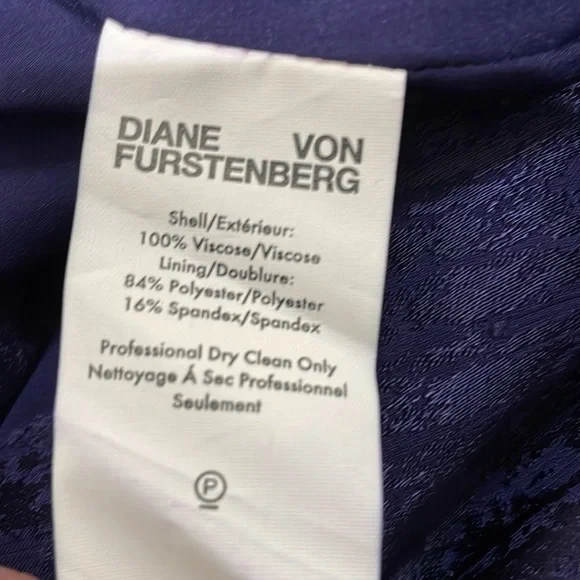 DIANE VON
FURSTENBERG
Shell/Extérieur:
100% Viscose/Viscose
Lining/Doublure:
84% Polyester/Polyester
16% Spandex/Spandex
Professional Dry Clean Only
Nettoyage Á Sec Professionnel
Seulement
P